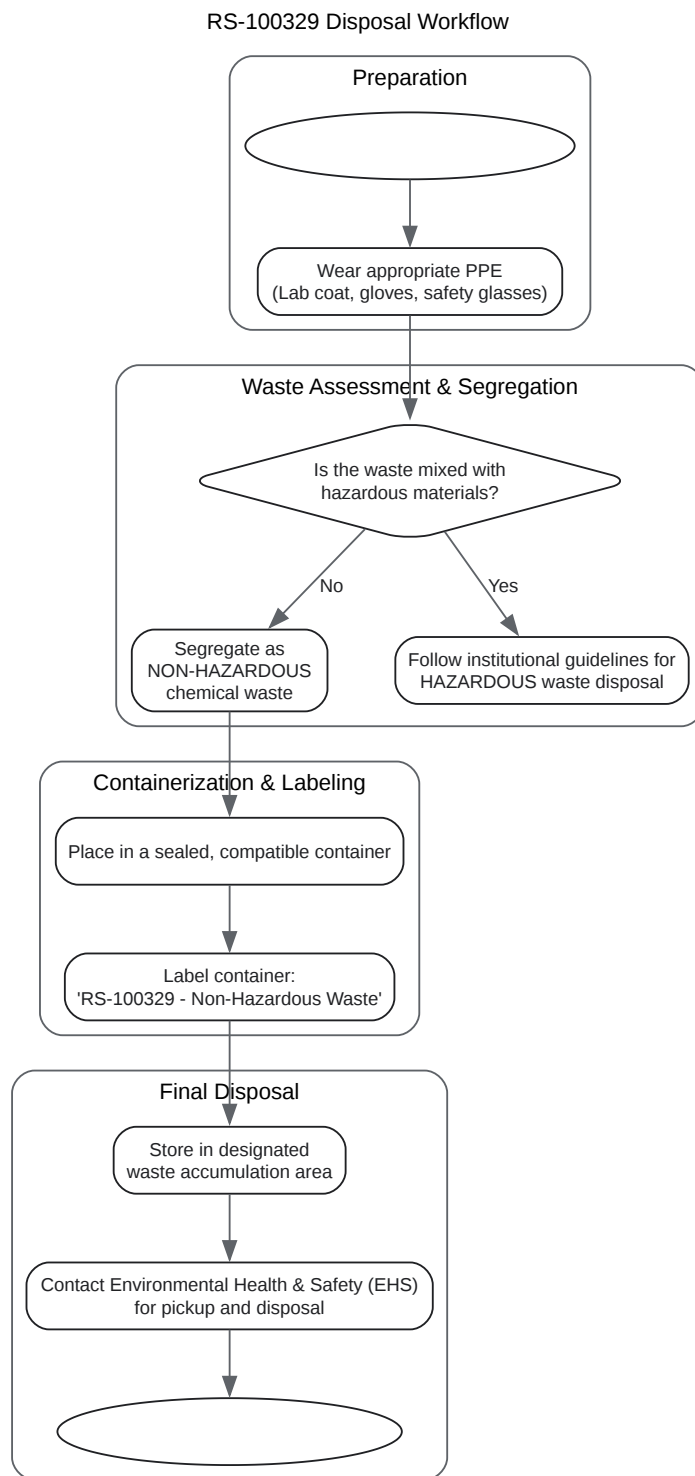 RS-100329 Disposal Workflow
Preparation
Wear appropriate PPE
(Lab coat, gloves, safety glasses)
Waste Assessment & Segregation
Is the waste mixed with
hazardous materials?
No
Yes
Segregate as
NON-HAZARDOUS
chemical waste
Follow institutional guidelines for
HAZARDOUS waste disposal
Containerization & Labeling
Place in a sealed, compatible container
Label container:
'RS-100329 - Non-Hazardous Waste'
Final Disposal
Store in designated
waste accumulation area
Contact Environmental Health & Safety (EHS)
for pickup and disposal